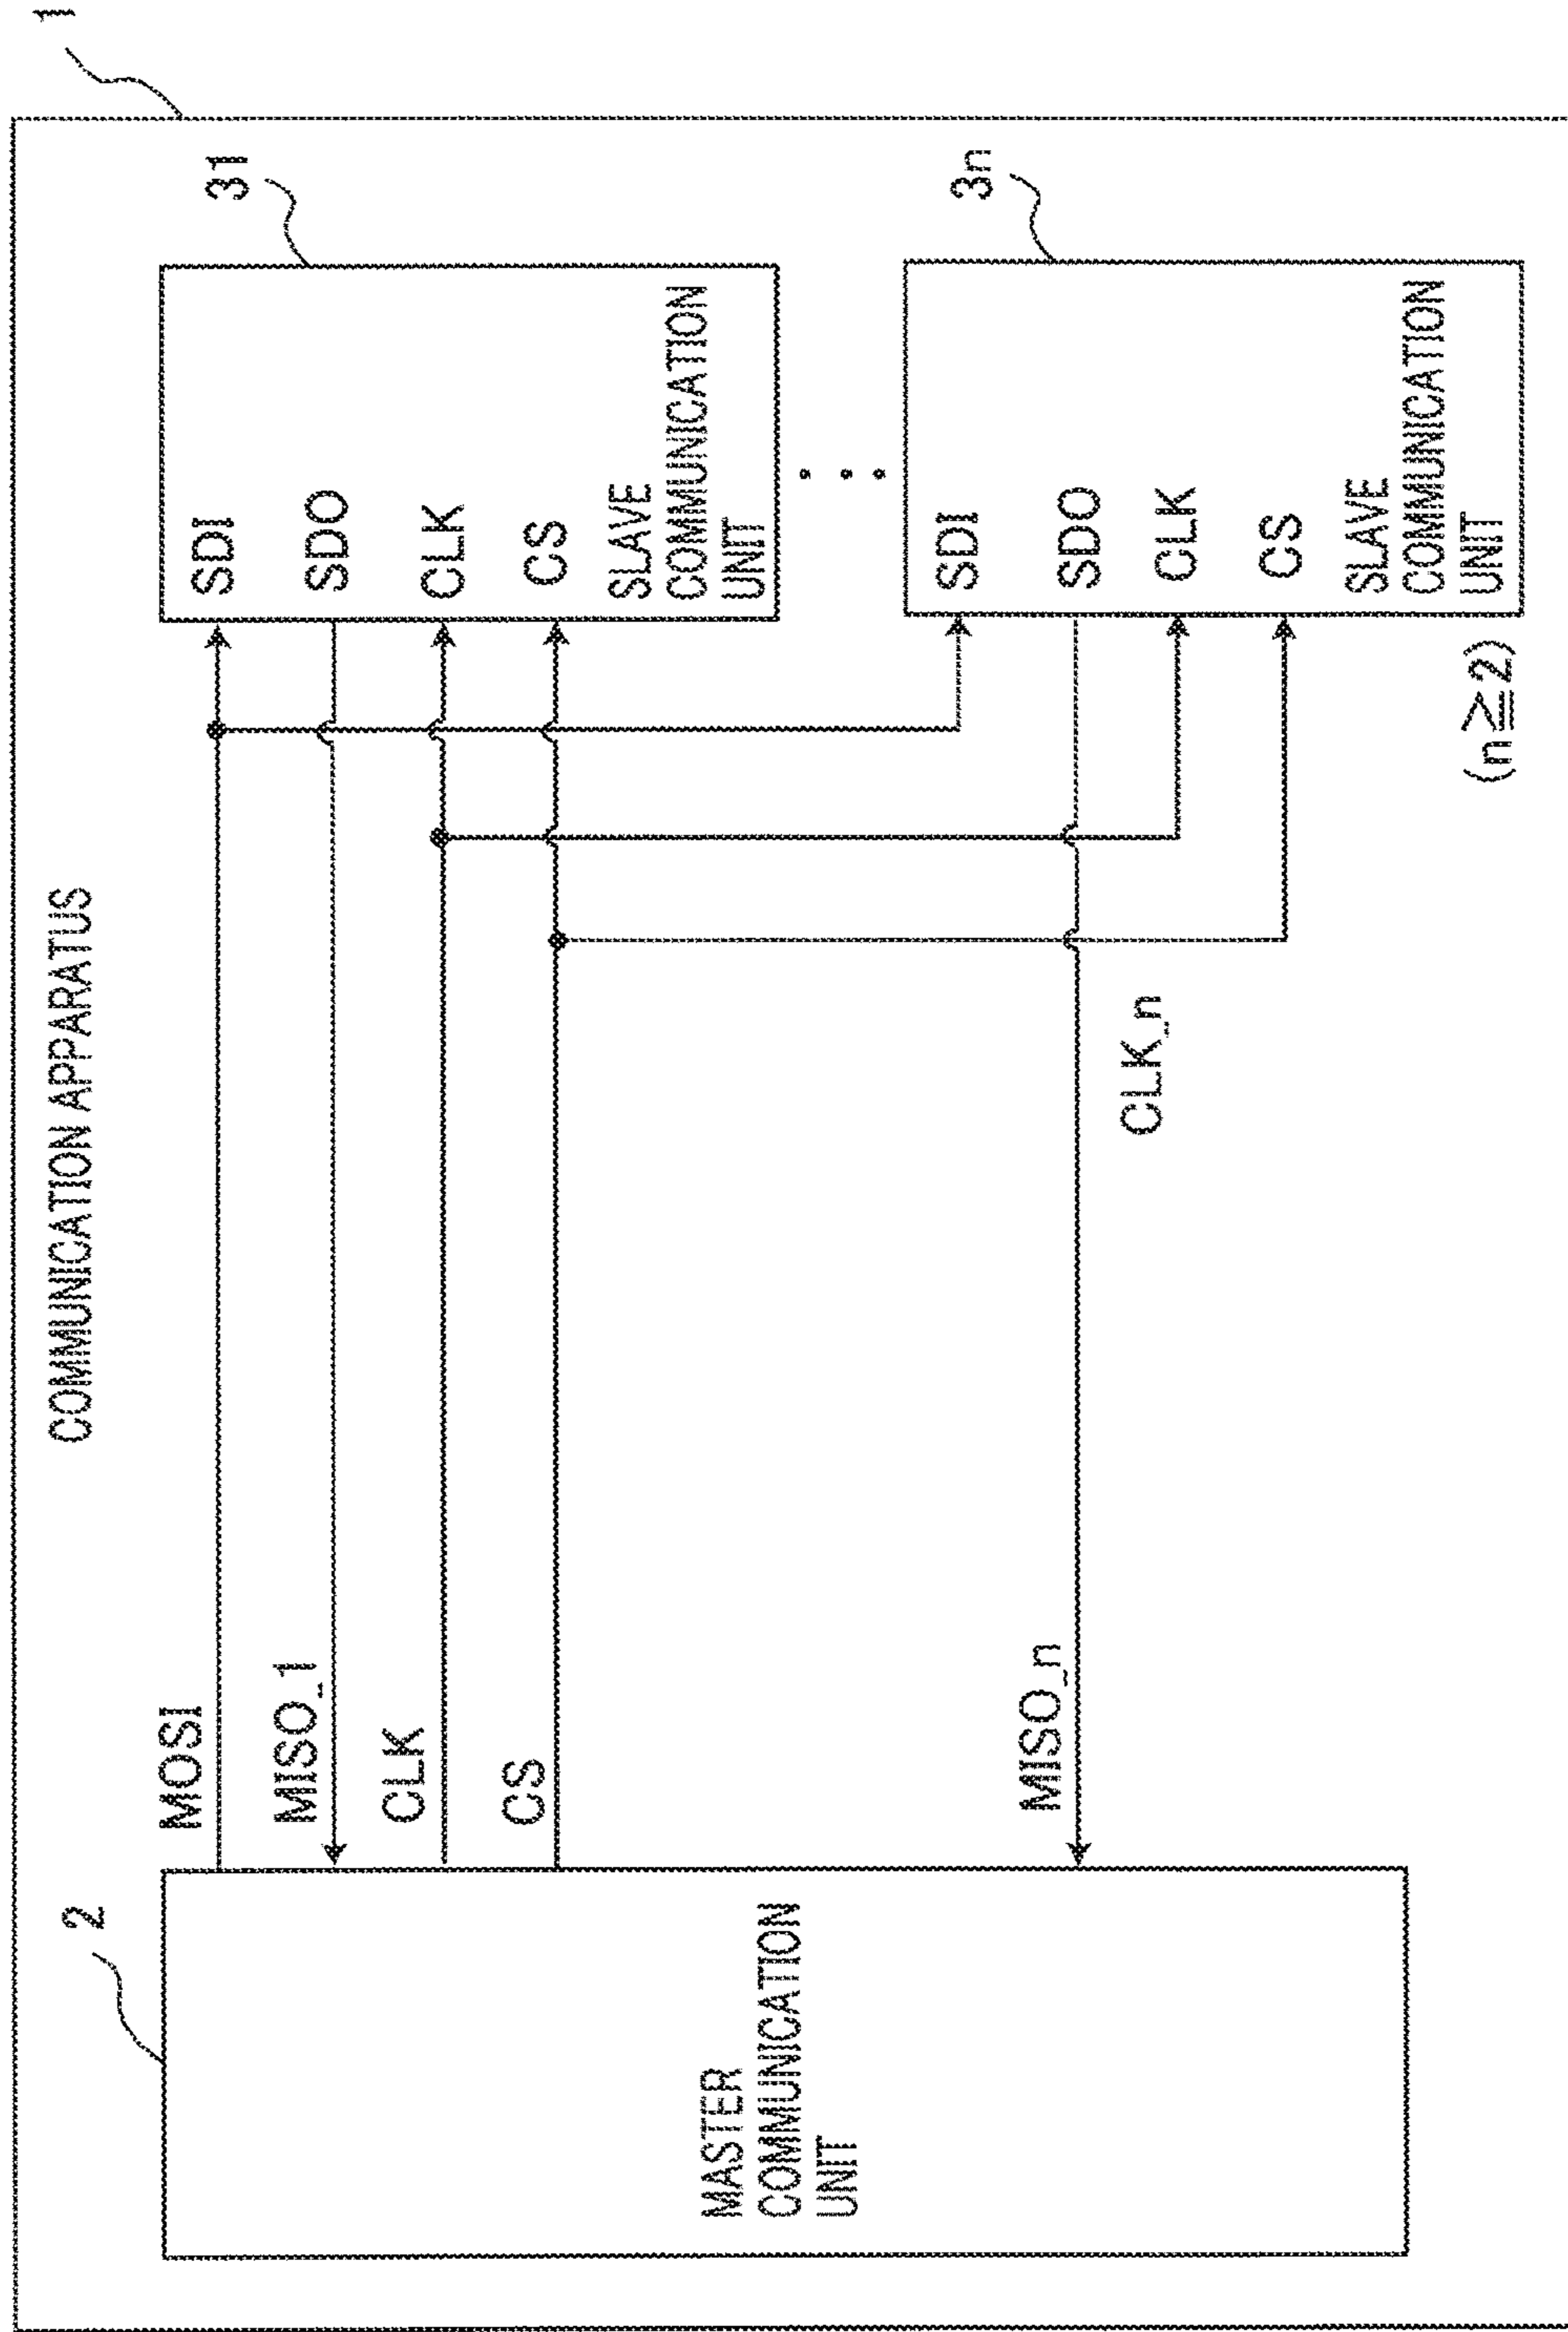 1
COMMUNICATION APPARATUS
2
MASTER
COMMUNICATION
UNIT
MOSI
MISO_1
CLK
CS
MISO_n
CLK_n
31
SDI
SDO
CLK
CS
SLAVE
COMMUNICATION
UNIT
3n
SDI
SDO
CLK
CS
SLAVE
COMMUNICATION
UNIT
(n≧2)